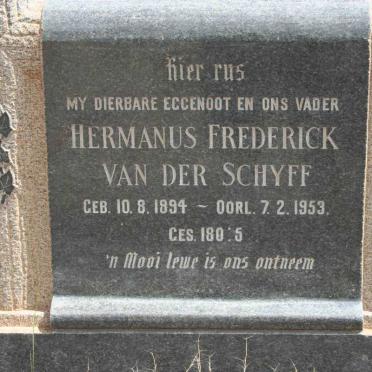 Hier rus
MY DIERBARE EGGENOOT EN ONS VADER
HERMANUS FREDERICK
VAN DER SCHYFF
GEB. 10. 8. 1894 ~ OORL. 7. 2. 1953.
GES. 180:5
'n Mooi lewe is ons ontneem